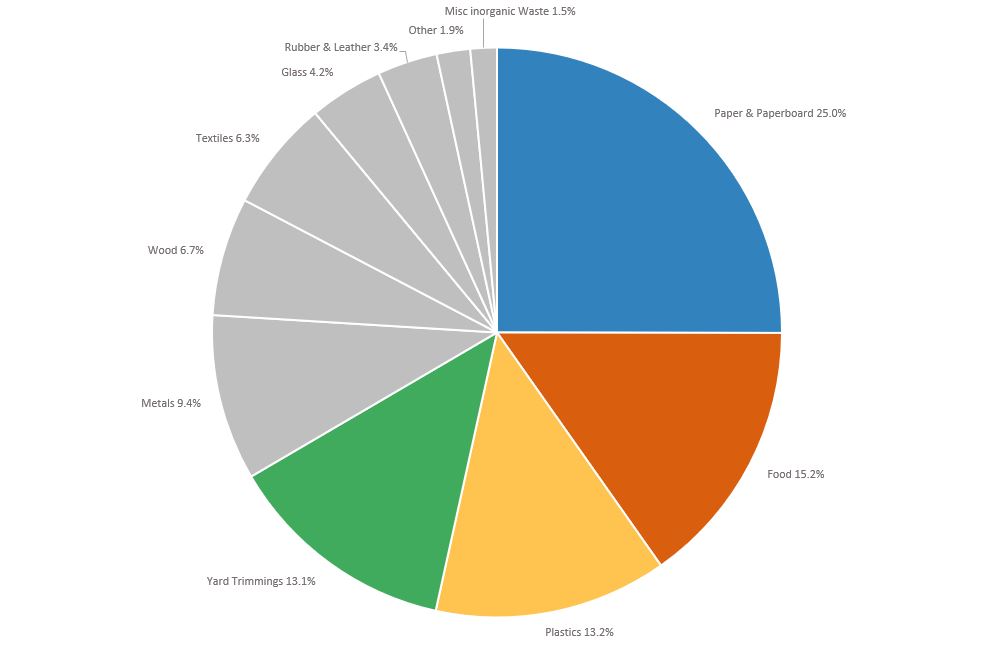 Misc inorganic Waste 1.5%
Other 1.9%
Rubber & Leather 3.4%
Glass 4.2%
Paper & Paperboard 25.0%
Textiles 6.3%
Wood 6.7%
Metals 9.4%
Food 15.2%
Yard Trimmings 13.1%
Plastics 13.2%